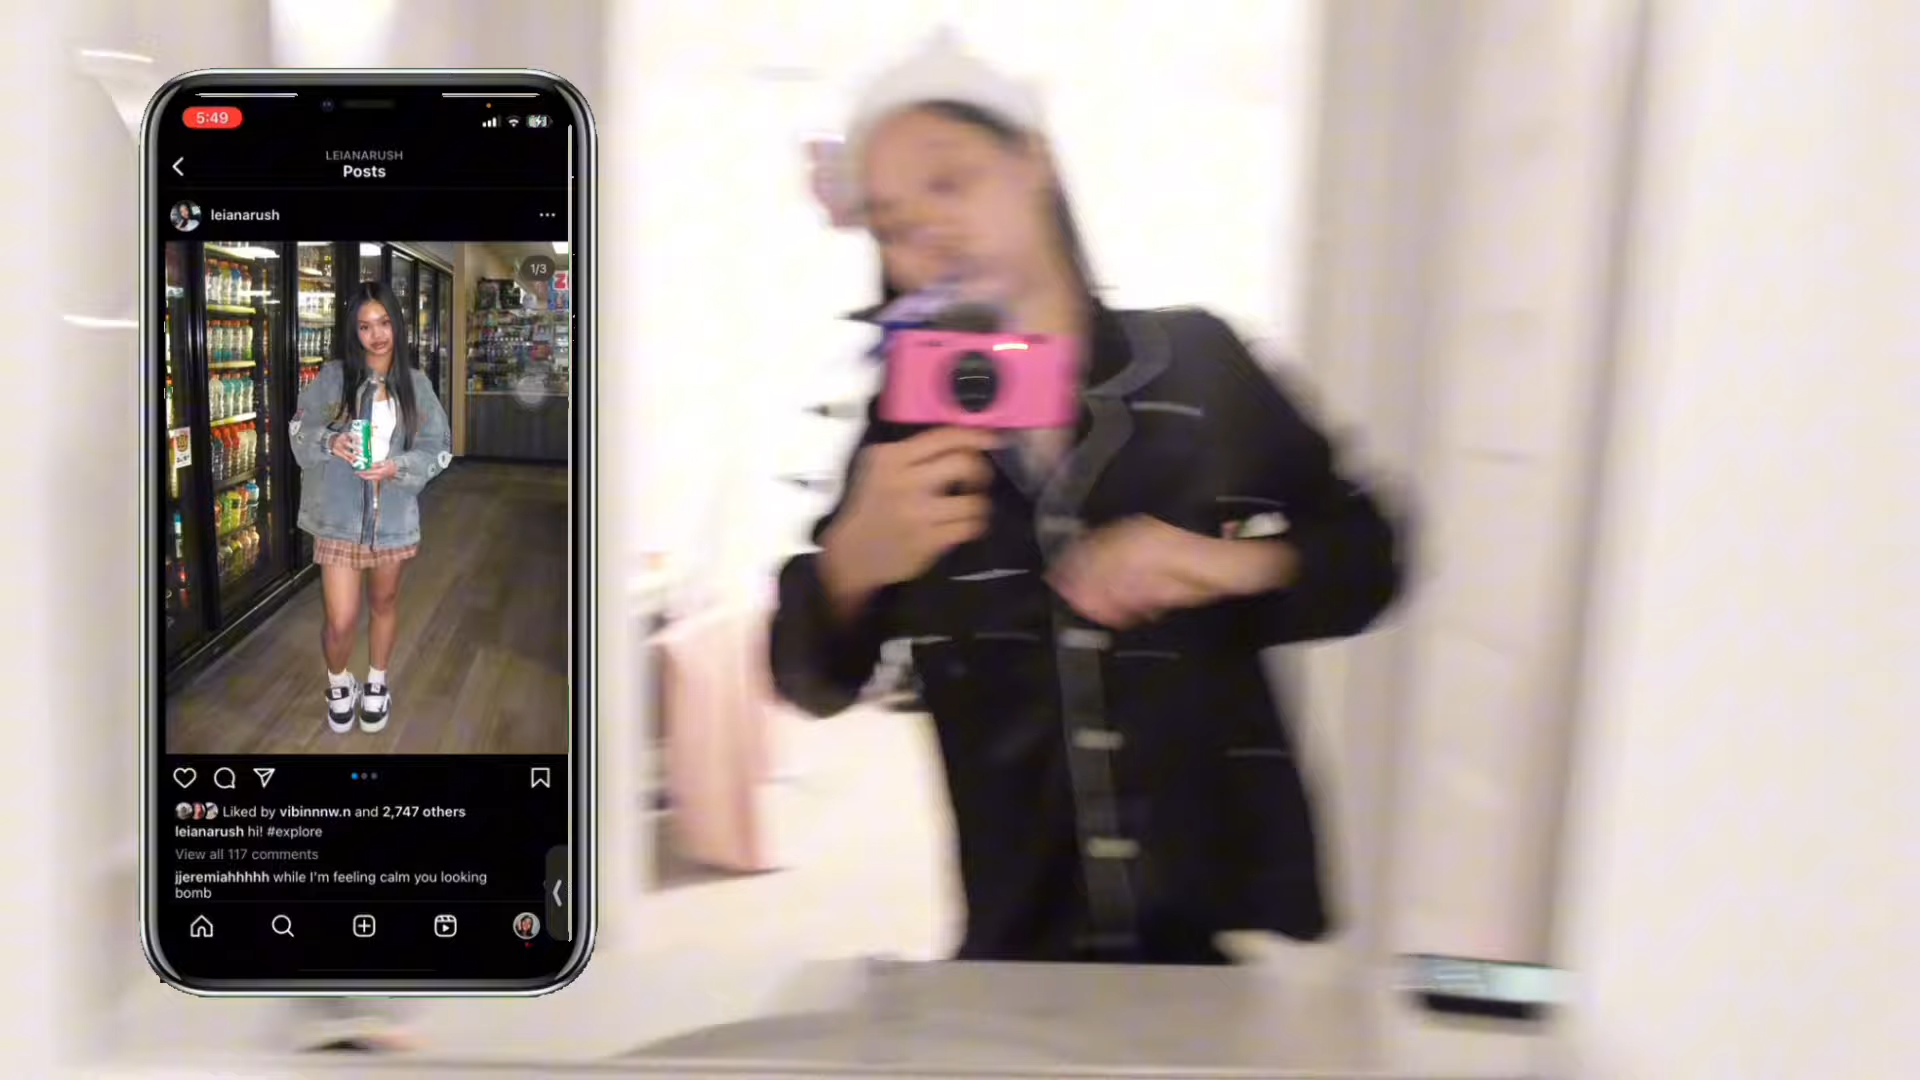 5:49
LEIANARUSH
Posts
leianarush
1/3
Liked by vibinnnw.n and 2,747 others
leianarush hi! #explore
View all 117 comments
jjeremiahhhhh while I'm feeling calm you looking
bomb